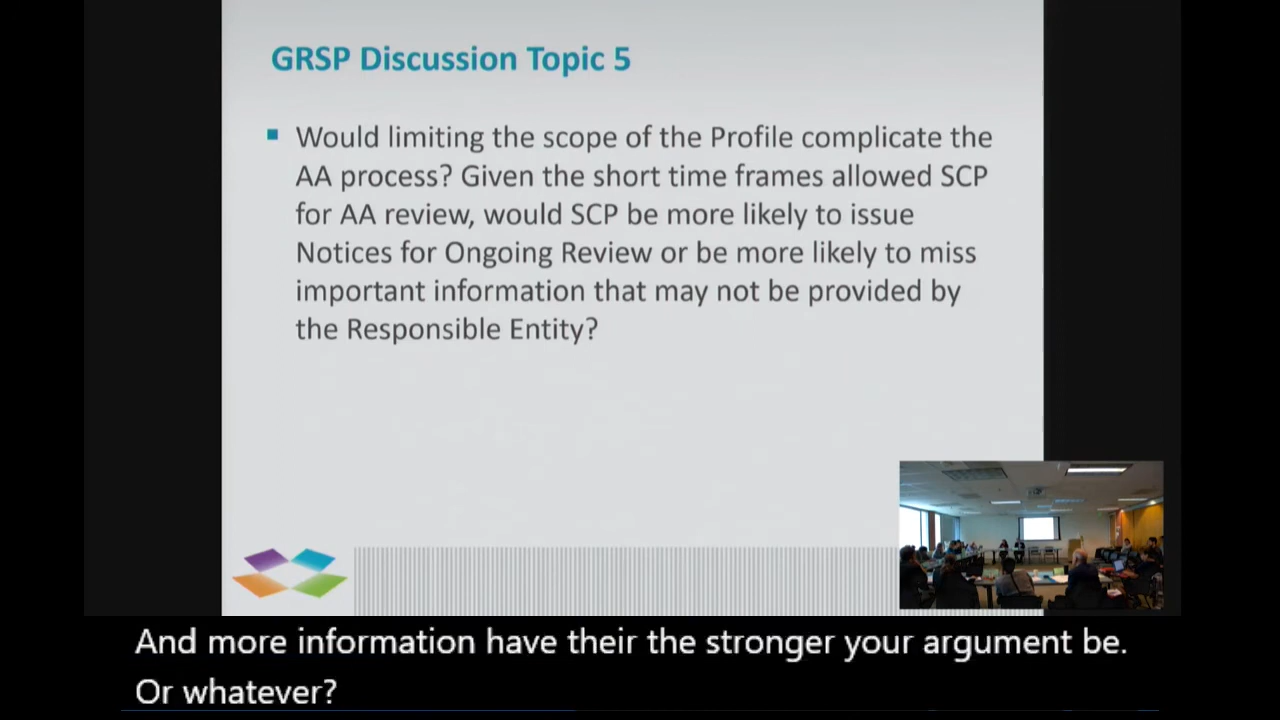 GRSP Discussion Topic 5
Would limiting the scope of the Profile complicate the
AA process? Given the short time frames allowed SCP
for AA review, would SCP be more likely to issue
Notices for Ongoing Review or be more likely to miss
important information that may not be provided by
the Responsible Entity?
And more information have their the stronger your argument be.
Or whatever?